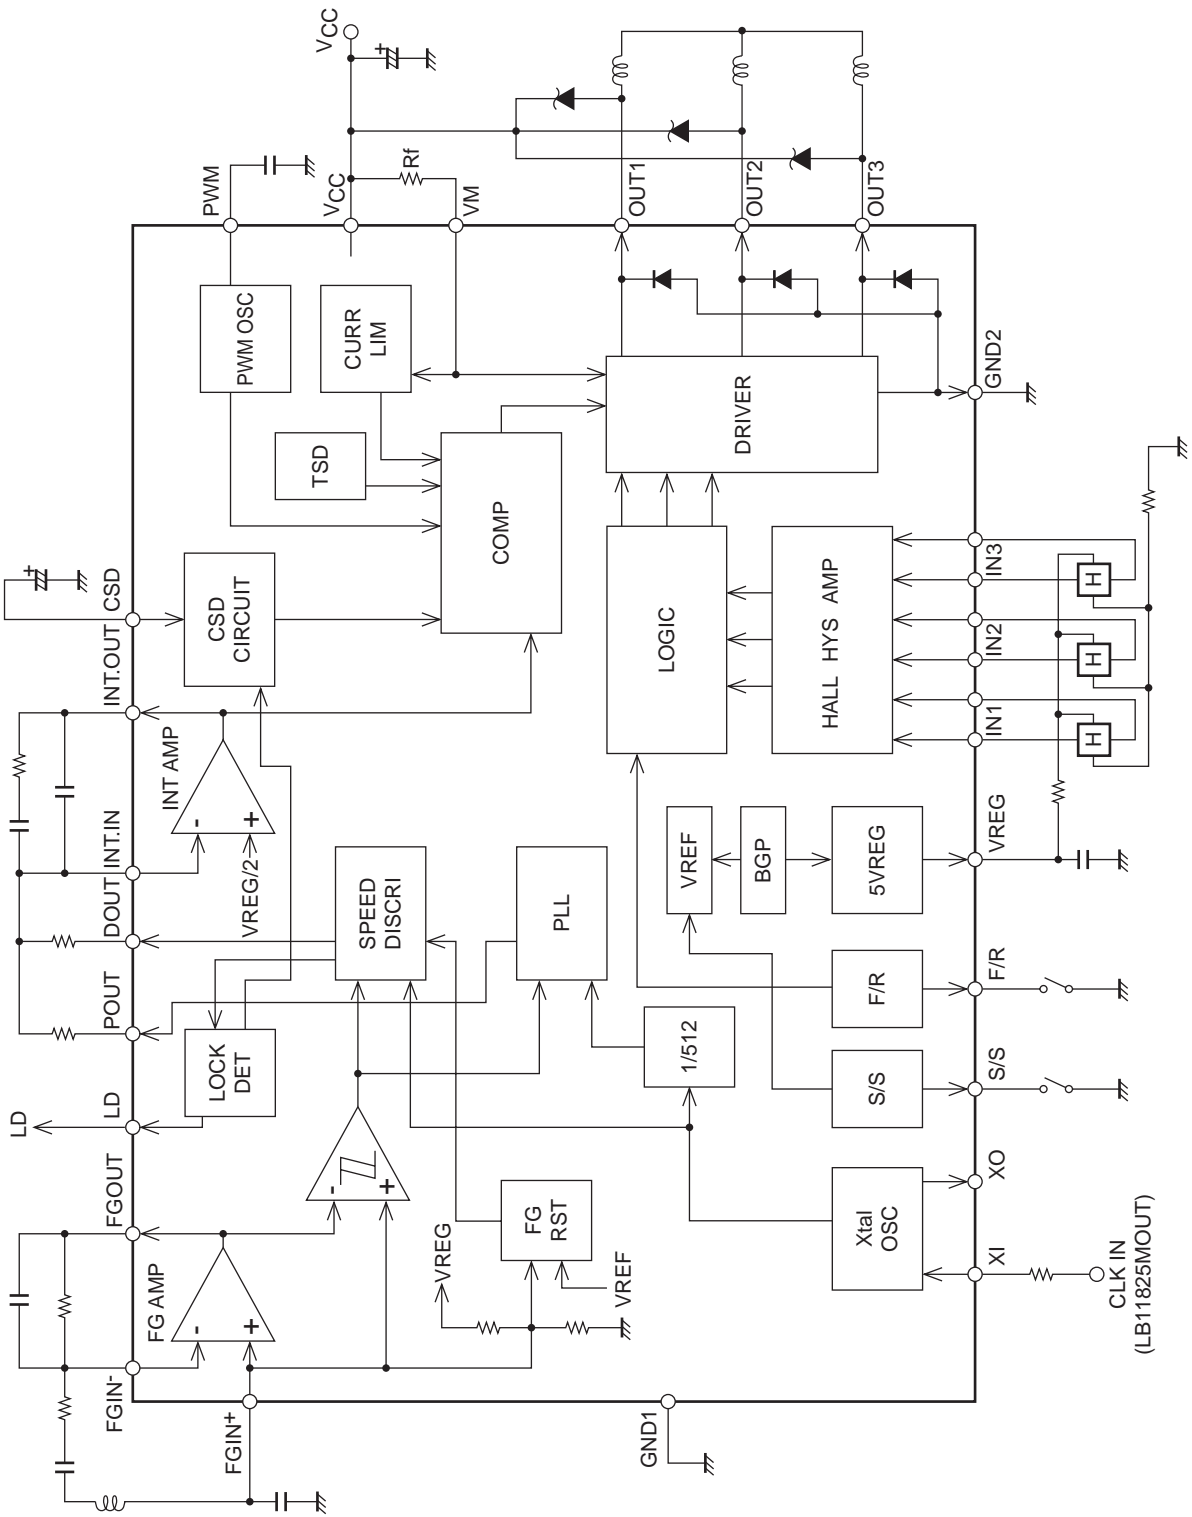 FGIN-
FGOUT
LD
LD
POUT
DOUT
INT.IN
INT.OUT
CSD
+
FGIN+
FG AMP
-
+
-
+
LOCK
DET
INT AMP
-
+
VREG/2
CSD
CIRCUIT
PWM OSC
PWM
VCC
VCC
+
Rf
VM
CURR
LIM
TSD
COMP
SPEED
DISCRI
PLL
FG
RST
VREG
VREF
1/512
VREF
BGP
5VREG
LOGIC
DRIVER
HALL HYS AMP
OUT1
OUT2
OUT3
GND2
GND1
Xtal
OSC
S/S
F/R
XI
XO
S/S
F/R
VREG
IN1
IN2
IN3
H
H
H
CLK IN
(LB11825MOUT)